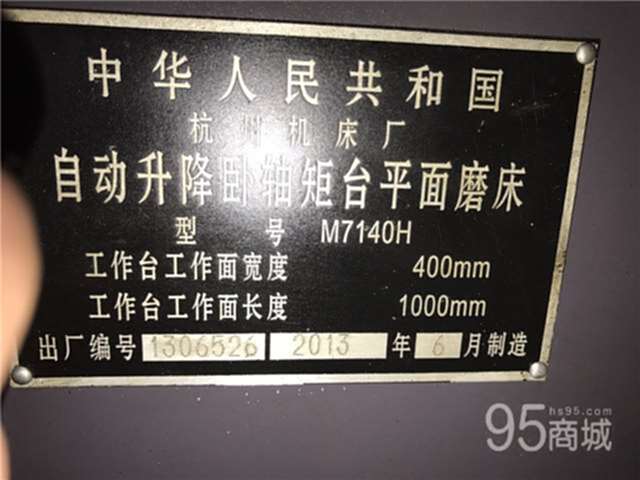 中华人民共和国
杭州机床厂
自动升降卧轴矩台平面磨床
型 号 M7140H
工作台工作面宽度 400mm
工作台工作面长度 1000mm
出厂编号 1306526 2013 年 6 月制造
hs95.com
95商城